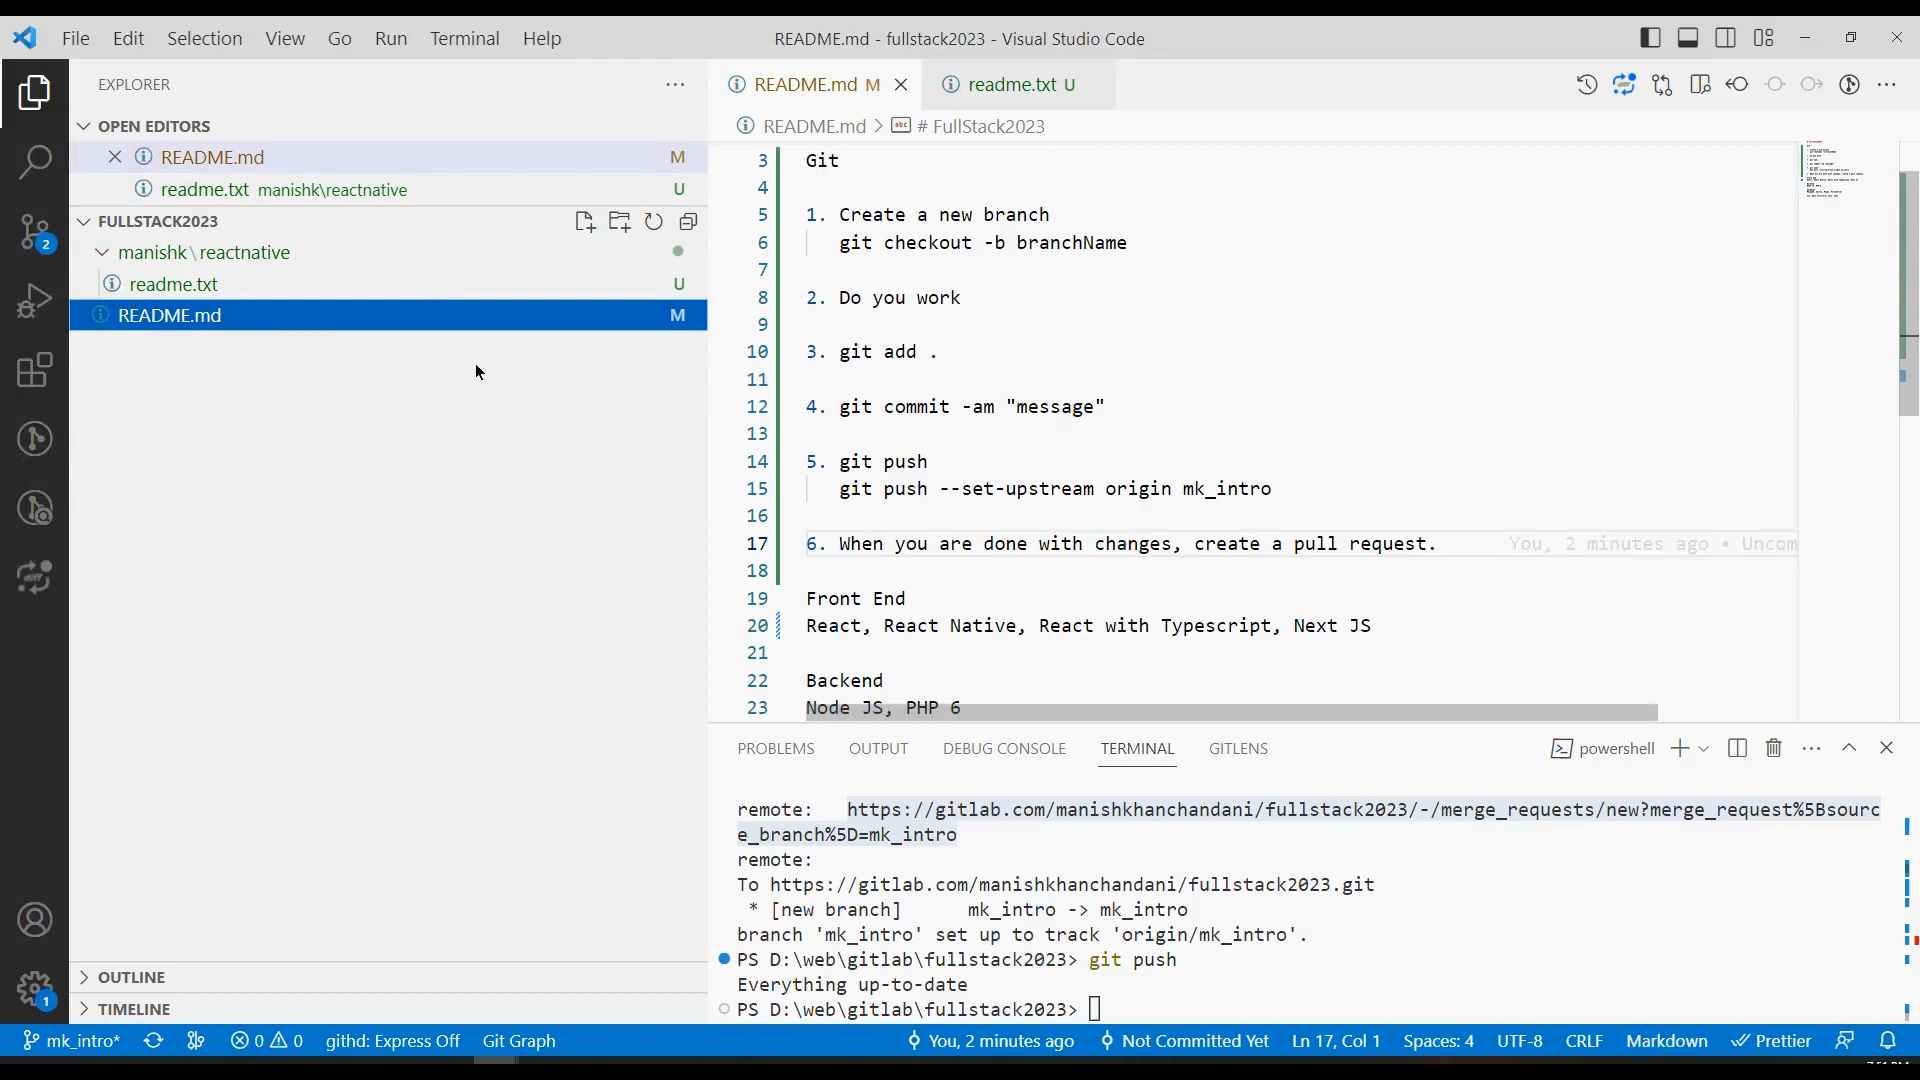 File Edit Selection View Go Run Terminal Help
README.md - fullstack2023 - Visual Studio Code
EXPLORER
OPEN EDITORS
README.md M
readme.txt manishk\reactnative U
FULLSTACK2023
manishk\reactnative
readme.txt U
README.md M
OUTLINE
TIMELINE
2
1
README.md M
readme.txt U
README.md > # FullStack2023
3 Git
4
5 1. Create a new branch
6 git checkout -b branchName
7
8 2. Do you work
9
10 3. git add .
11
12 4. git commit -am "message"
13
14 5. git push
15 git push --set-upstream origin mk_intro
16
17 6. When you are done with changes, create a pull request. You, 2 minutes ago • Uncom
18
19 Front End
20 React, React Native, React with Typescript, Next JS
21
22 Backend
23 Node JS, PHP 6
PROBLEMS OUTPUT DEBUG CONSOLE TERMINAL GITLENS
powershell
remote: https://gitlab.com/manishkhanchandani/fullstack2023/-/merge_requests/new?merge_request%5Bsourc
e_branch%5D=mk_intro
remote:
To https://gitlab.com/manishkhanchandani/fullstack2023.git
* [new branch] mk_intro -> mk_intro
branch 'mk_intro' set up to track 'origin/mk_intro'.
PS D:\web\gitlab\fullstack2023> git push
Everything up-to-date
PS D:\web\gitlab\fullstack2023>
mk_intro* 0 0 githd: Express Off Git Graph You, 2 minutes ago Not Committed Yet Ln 17, Col 1 Spaces: 4 UTF-8 CRLF Markdown Prettier